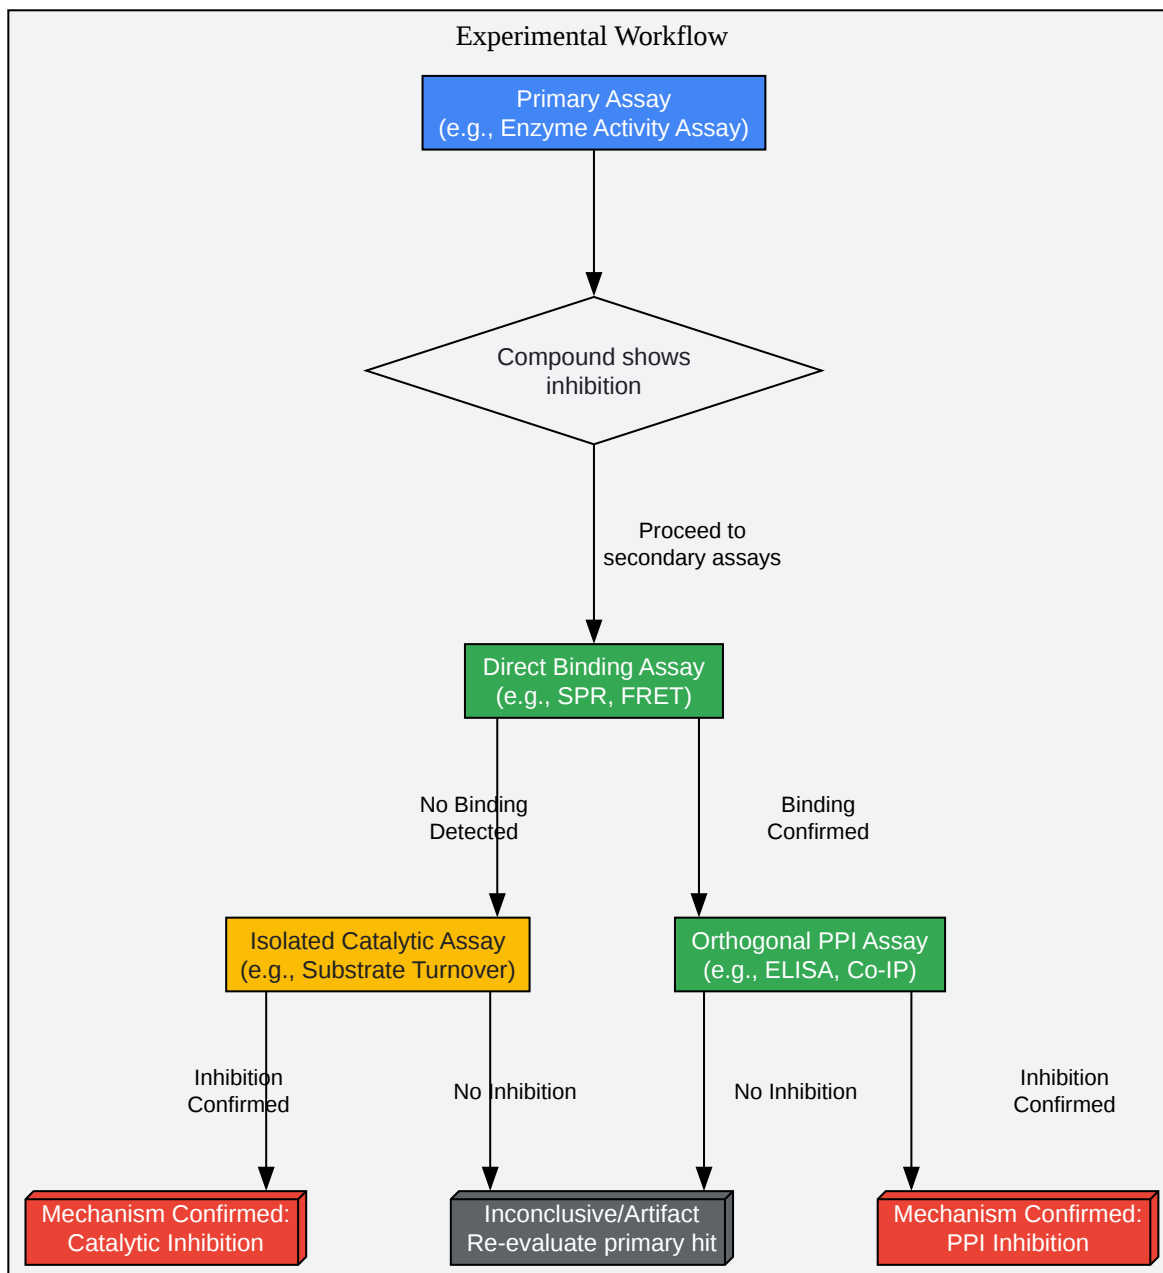 Experimental Workflow
Primary Assay
(e.g., Enzyme Activity Assay)
Compound shows
inhibition
Proceed to
secondary assays
Direct Binding Assay
(e.g., SPR, FRET)
No Binding
Detected
Binding
Confirmed
Isolated Catalytic Assay
(e.g., Substrate Turnover)
Orthogonal PPI Assay
(e.g., ELISA, Co-IP)
Inhibition
Confirmed
No Inhibition
No Inhibition
Inhibition
Confirmed
Mechanism Confirmed:
Catalytic Inhibition
Inconclusive/Artifact
Re-evaluate primary hit
Mechanism Confirmed:
PPI Inhibition